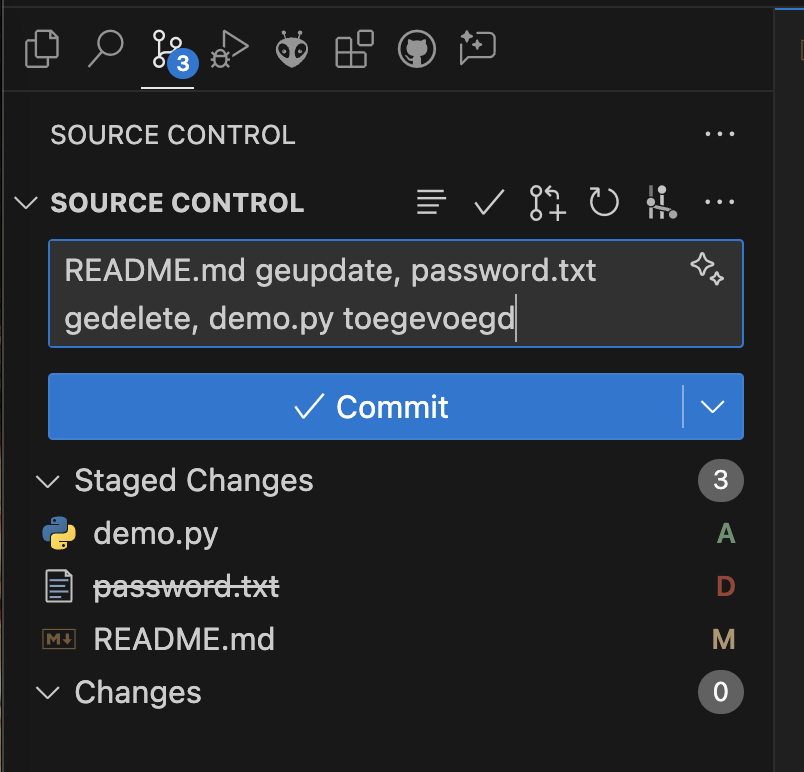 3
SOURCE CONTROL
SOURCE CONTROL
README.md geupdate, password.txt
gedelete, demo.py toegevoegd
Commit
Staged Changes 3
demo.py A
password.txt D
README.md M
Changes 0